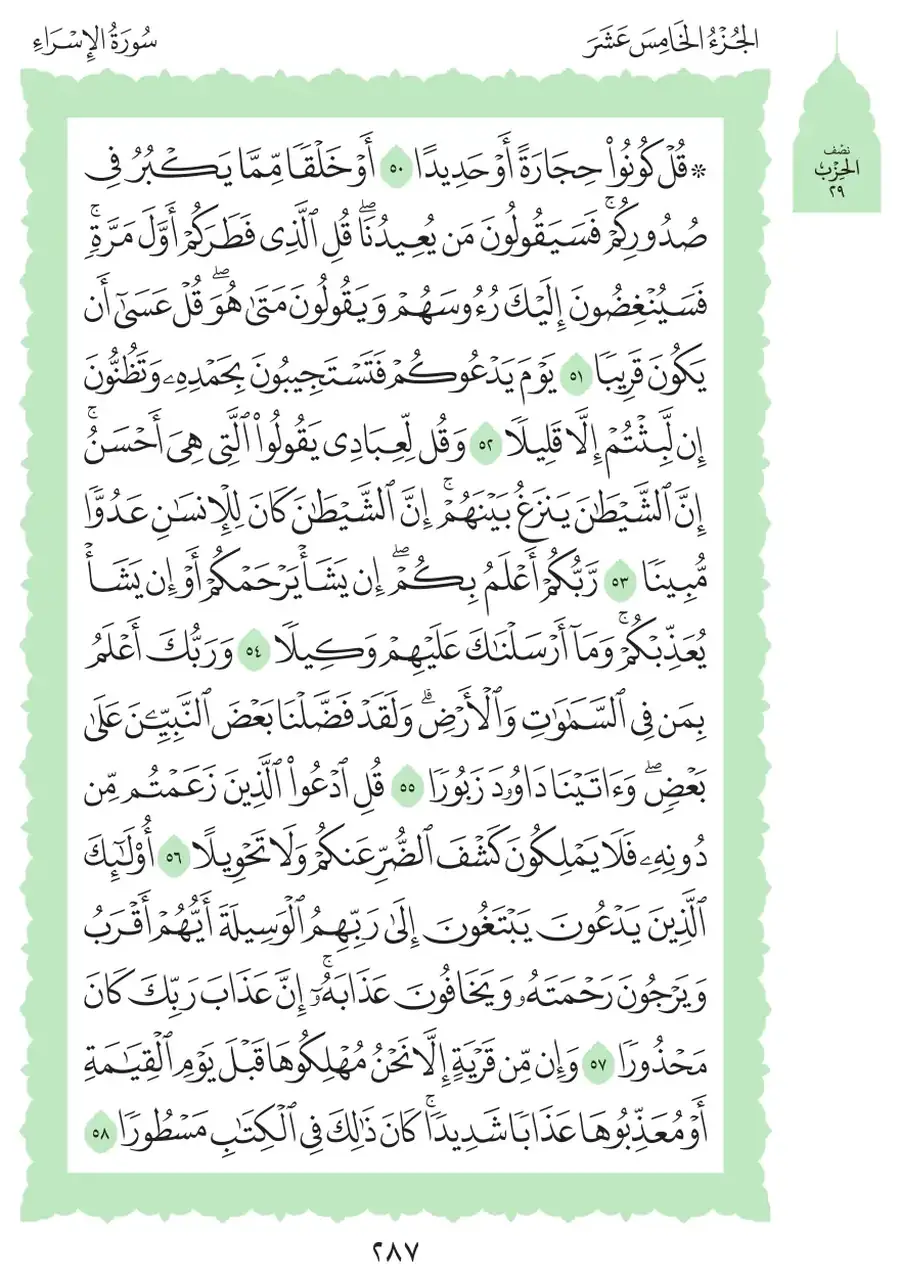 الجُزْءُ الخَامِسَ عَشَرَ
سُورَةُ الإِسْرَاءِ
نصْف
الحِزْب
٢٩
* قُلْ كُونُواْ حِجَارَةً أَوْ حَدِيدًا ٥٠ أَوْ خَلْقًا مِّمَّا يَكْبُرُ فِي
صُدُورِكُمْۚ فَسَيَقُولُونَ مَن يُعِيدُنَاۖ قُلِ ٱلَّذِي فَطَرَكُمْ أَوَّلَ مَرَّةٍۚ
فَسَيُنْغِضُونَ إِلَيْكَ رُءُوسَهُمْ وَيَقُولُونَ مَتَىٰ هُوَۖ قُلْ عَسَىٰٓ أَن
يَكُونَ قَرِيبًا ٥١ يَوْمَ يَدْعُوكُمْ فَتَسْتَجِيبُونَ بِحَمْدِهِۦ وَتَظُنُّونَ
إِن لَّبِثْتُمْ إِلَّا قَلِيلًا ٥٢ وَقُل لِّعِبَادِي يَقُولُواْ ٱلَّتِي هِيَ أَحْسَنُۚ
إِنَّ ٱلشَّيْطَٰنَ يَنزَغُ بَيْنَهُمْۚ إِنَّ ٱلشَّيْطَٰنَ كَانَ لِلْإِنسَٰنِ عَدُوًّا
مُّبِينًا ٥٣ رَّبُّكُمْ أَعْلَمُ بِكُمْۖ إِن يَشَأْ يَرْحَمْكُمْ أَوْ إِن يَشَأْ
يُعَذِّبْكُمْۚ وَمَآ أَرْسَلْنَٰكَ عَلَيْهِمْ وَكِيلًا ٥٤ وَرَبُّكَ أَعْلَمُ
بِمَن فِي ٱلسَّمَٰوَٰتِ وَٱلْأَرْضِۗ وَلَقَدْ فَضَّلْنَا بَعْضَ ٱلنَّبِيِّۦنَ عَلَىٰ
بَعْضٍۖ وَءَاتَيْنَا دَاوُۥدَ زَبُورًا ٥٥ قُلِ ٱدْعُواْ ٱلَّذِينَ زَعَمْتُم مِّن
دُونِهِۦ فَلَا يَمْلِكُونَ كَشْفَ ٱلضُّرِّ عَنكُمْ وَلَا تَحْوِيلًا ٥٦ أُوْلَٰٓئِكَ
ٱلَّذِينَ يَدْعُونَ يَبْتَغُونَ إِلَىٰ رَبِّهِمُ ٱلْوَسِيلَةَ أَيُّهُمْ أَقْرَبُ
وَيَرْجُونَ رَحْمَتَهُۥ وَيَخَافُونَ عَذَابَهُۥٓۚ إِنَّ عَذَابَ رَبِّكَ كَانَ
مَحْذُورًا ٥٧ وَإِن مِّن قَرْيَةٍ إِلَّا نَحْنُ مُهْلِكُوهَا قَبْلَ يَوْمِ ٱلْقِيَٰمَةِ
أَوْ مُعَذِّبُوهَا عَذَابًا شَدِيدًاۚ كَانَ ذَٰلِكَ فِي ٱلْكِتَٰبِ مَسْطُورًا ٥٨
٢٨٧